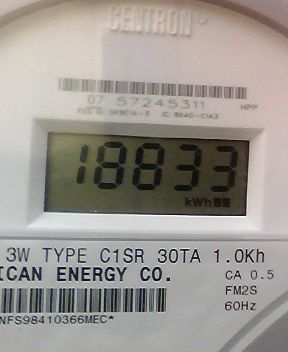 CENTRON
07 57245311 HPP
18833
kWh
3W TYPE C1SR 30TA 1.0Kh
ICAN ENERGY CO. CA 0.5
FM2S
NFS98410366MEC* 60Hz